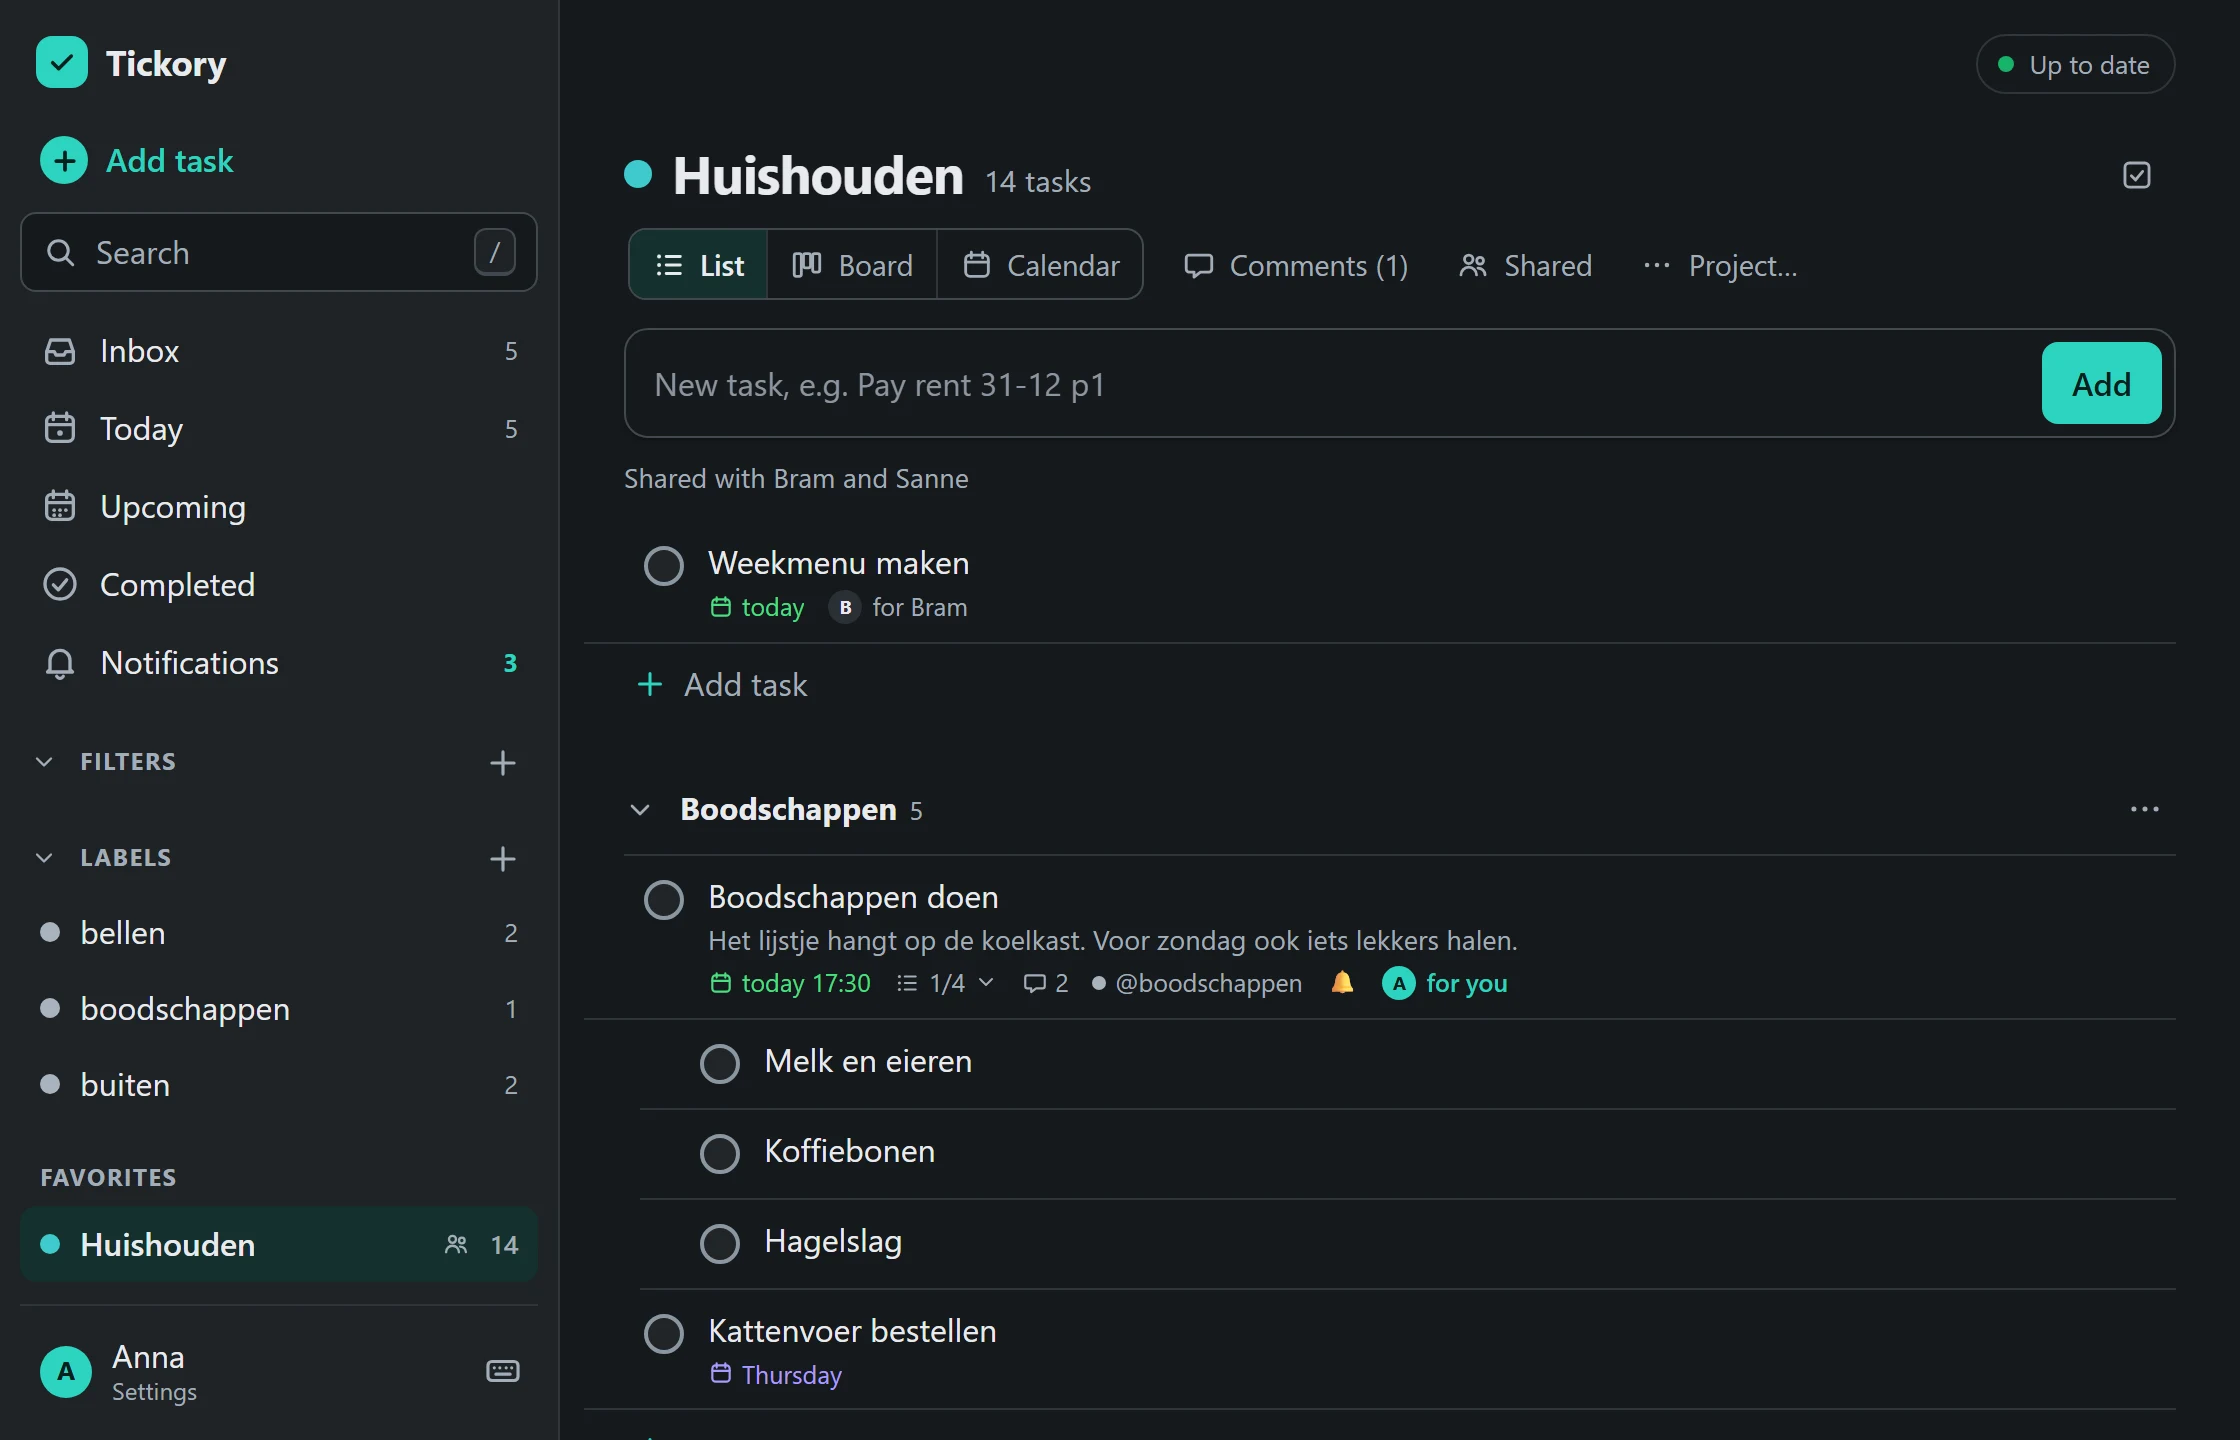 Tickory
Add task
Search /
Inbox 5
Today 5
Upcoming
Completed
Notifications 3
FILTERS
LABELS
bellen 2
boodschappen 1
buiten 2
FAVORITES
Huishouden 14
A Anna
Settings
Up to date
Huishouden 14 tasks
List Board Calendar Comments (1) Shared Project...
New task, e.g. Pay rent 31-12 p1 Add
Shared with Bram and Sanne
Weekmenu maken
today B for Bram
Add task
Boodschappen 5
Boodschappen doen
Het lijstje hangt op de koelkast. Voor zondag ook iets lekkers halen.
today 17:30 1/4 2 @boodschappen A for you
Melk en eieren
Koffiebonen
Hagelslag
Kattenvoer bestellen
Thursday